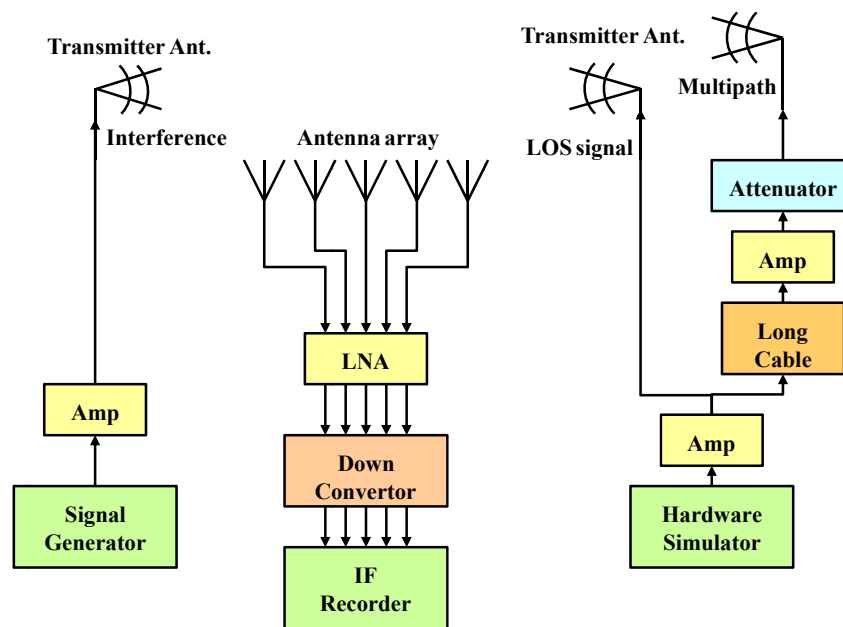 Transmitter Ant.
Interference
Amp
Signal
Generator
Antenna array
LNA
Down
Convertor
IF
Recorder
Transmitter Ant.
Multipath
LOS signal
Attenuator
Amp
Long
Cable
Amp
Hardware
Simulator